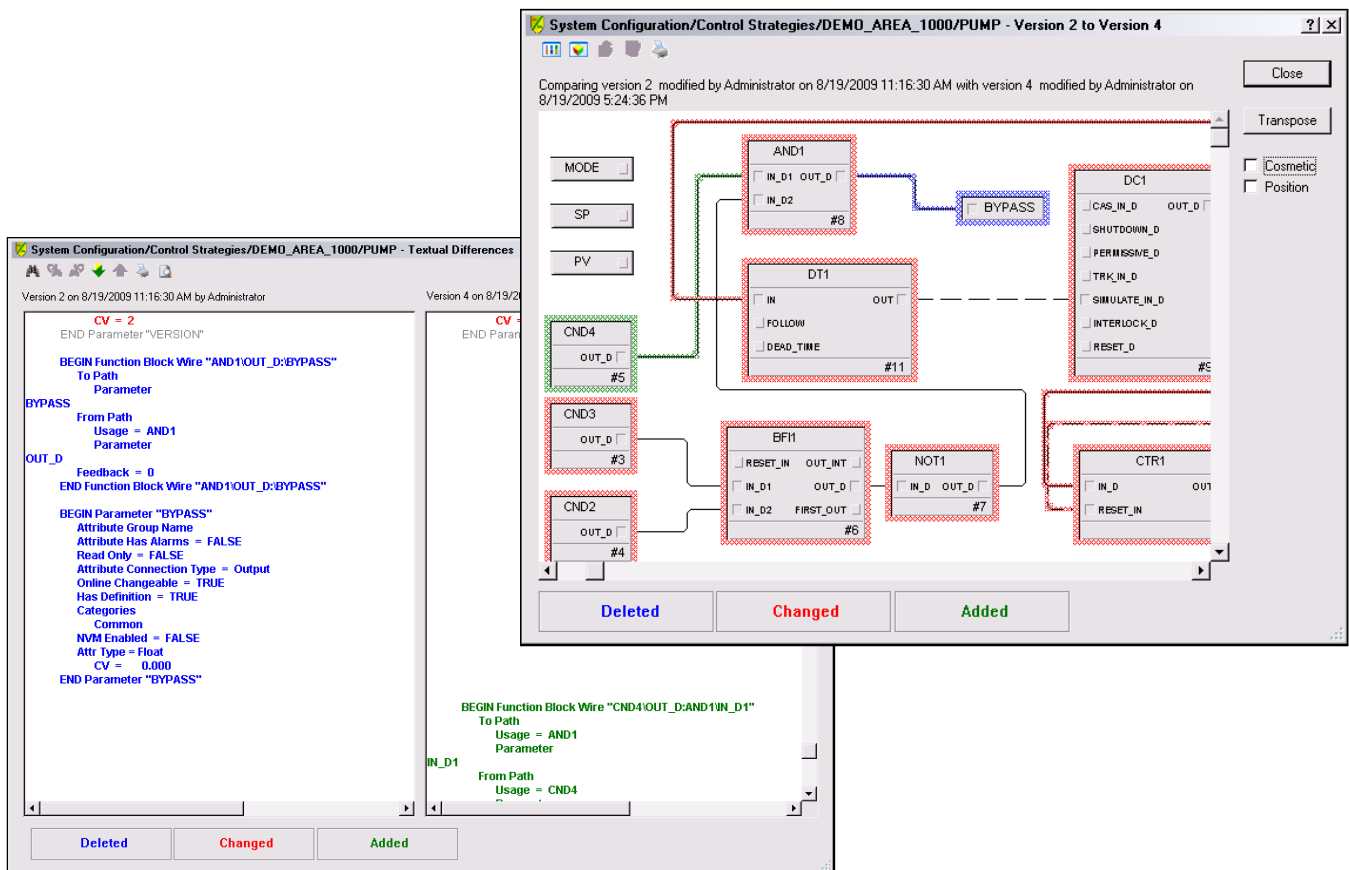 System Configuration/Control Strategies/DEMO_AREA_1000/PUMP - Version 2 to Version 4
Comparing version 2 modified by Administrator on 8/19/2009 11:16:30 AM with version 4 modified by Administrator on
8/19/2009 5:24:36 PM
Close
Transpose
Cosmetic
Position
MODE
SP
PV
AND1
IN_D1 OUT_D
IN_D2
#8
BYPASS
DC1
CAS_IN_D OUT_D
SHUTDOWN_D
PERMISSIVE_D
TRK_IN_D
SIMULATE_IN_D
INTERLOCK_D
RESET_D
#9
DT1
IN OUT
FOLLOW
DEAD_TIME
#11
CND4
OUT_D
#5
CND3
OUT_D
#3
CND2
OUT_D
#4
BFI1
RESET_IN OUT_INT
IN_D1 OUT_D
IN_D2 FIRST_OUT
#6
NOT1
IN_D OUT_D
#7
CTR1
IN_D OUT
RESET_IN
Deleted
Changed
Added
System Configuration/Control Strategies/DEMO_AREA_1000/PUMP - Textual Differences
Version 2 on 8/19/2009 11:16:30 AM by Administrator
Version 4 on 8/19/2
CV = 2
END Parameter "VERSION"
BEGIN Function Block Wire "AND1\OUT_D:\BYPASS"
To Path
Parameter
BYPASS
From Path
Usage = AND1
Parameter
OUT_D
Feedback = 0
END Function Block Wire "AND1\OUT_D:\BYPASS"
BEGIN Parameter "BYPASS"
Attribute Group Name
Attribute Has Alarms = FALSE
Read Only = FALSE
Attribute Connection Type = Output
Online Changeable = TRUE
Has Definition = TRUE
Categories
Common
NVM Enabled = FALSE
Attr Type = Float
CV = 0.000
END Parameter "BYPASS"
CV =
END Paran
BEGIN Function Block Wire "CND4\OUT_D:AND1\IN_D1"
To Path
Usage = AND1
Parameter
IN_D1
From Path
Usage = CND4
Deleted
Changed
Added